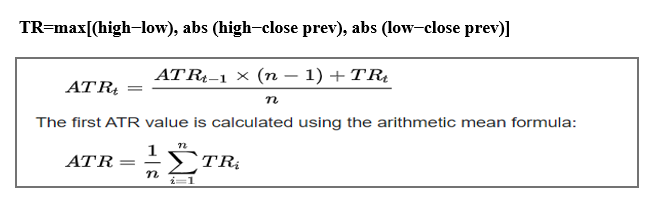 TR=max[(high−low), abs (high−close prev), abs (low−close prev)]
ATRₜ = (ATRₜ₋₁ × (n − 1) + TRₜ) / n
The first ATR value is calculated using the arithmetic mean formula:
ATR = 1/n ∑ⁿᵢ₌₁ TRᵢ